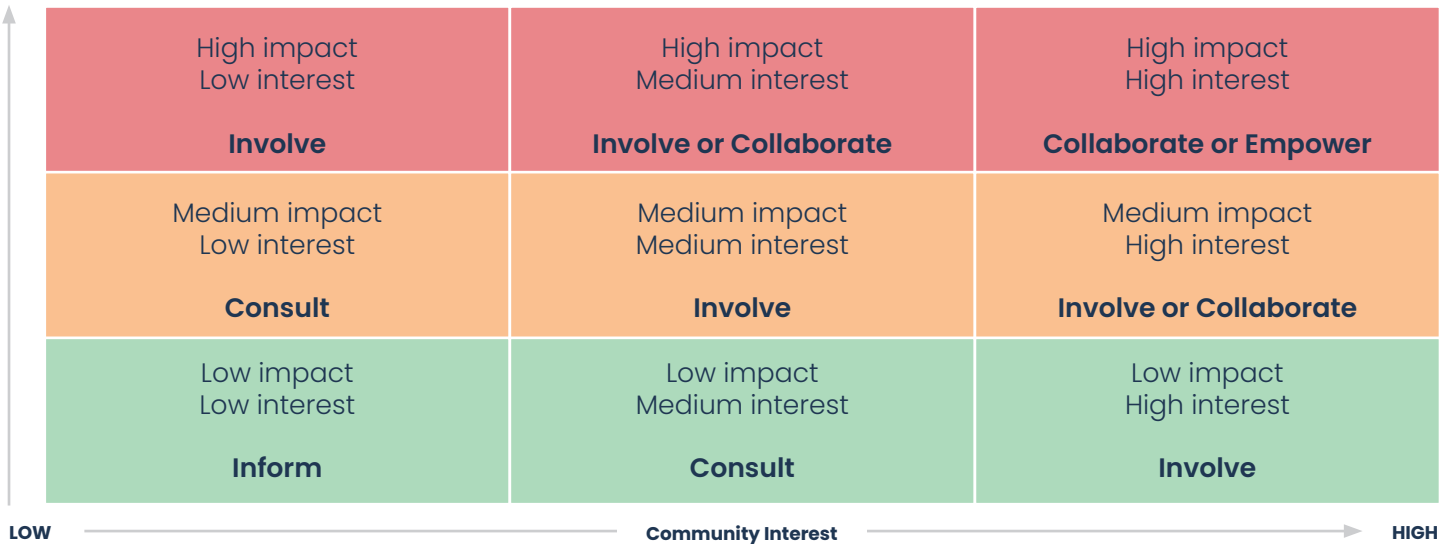 High impact
Low interest
Involve
High impact
Medium interest
Involve or Collaborate
High impact
High interest
Collaborate or Empower
Medium impact
Low interest
Consult
Medium impact
Medium interest
Involve
Medium impact
High interest
Involve or Collaborate
Low impact
Low interest
Inform
Low impact
Medium interest
Consult
Low impact
High interest
Involve
LOW
Community Interest
HIGH